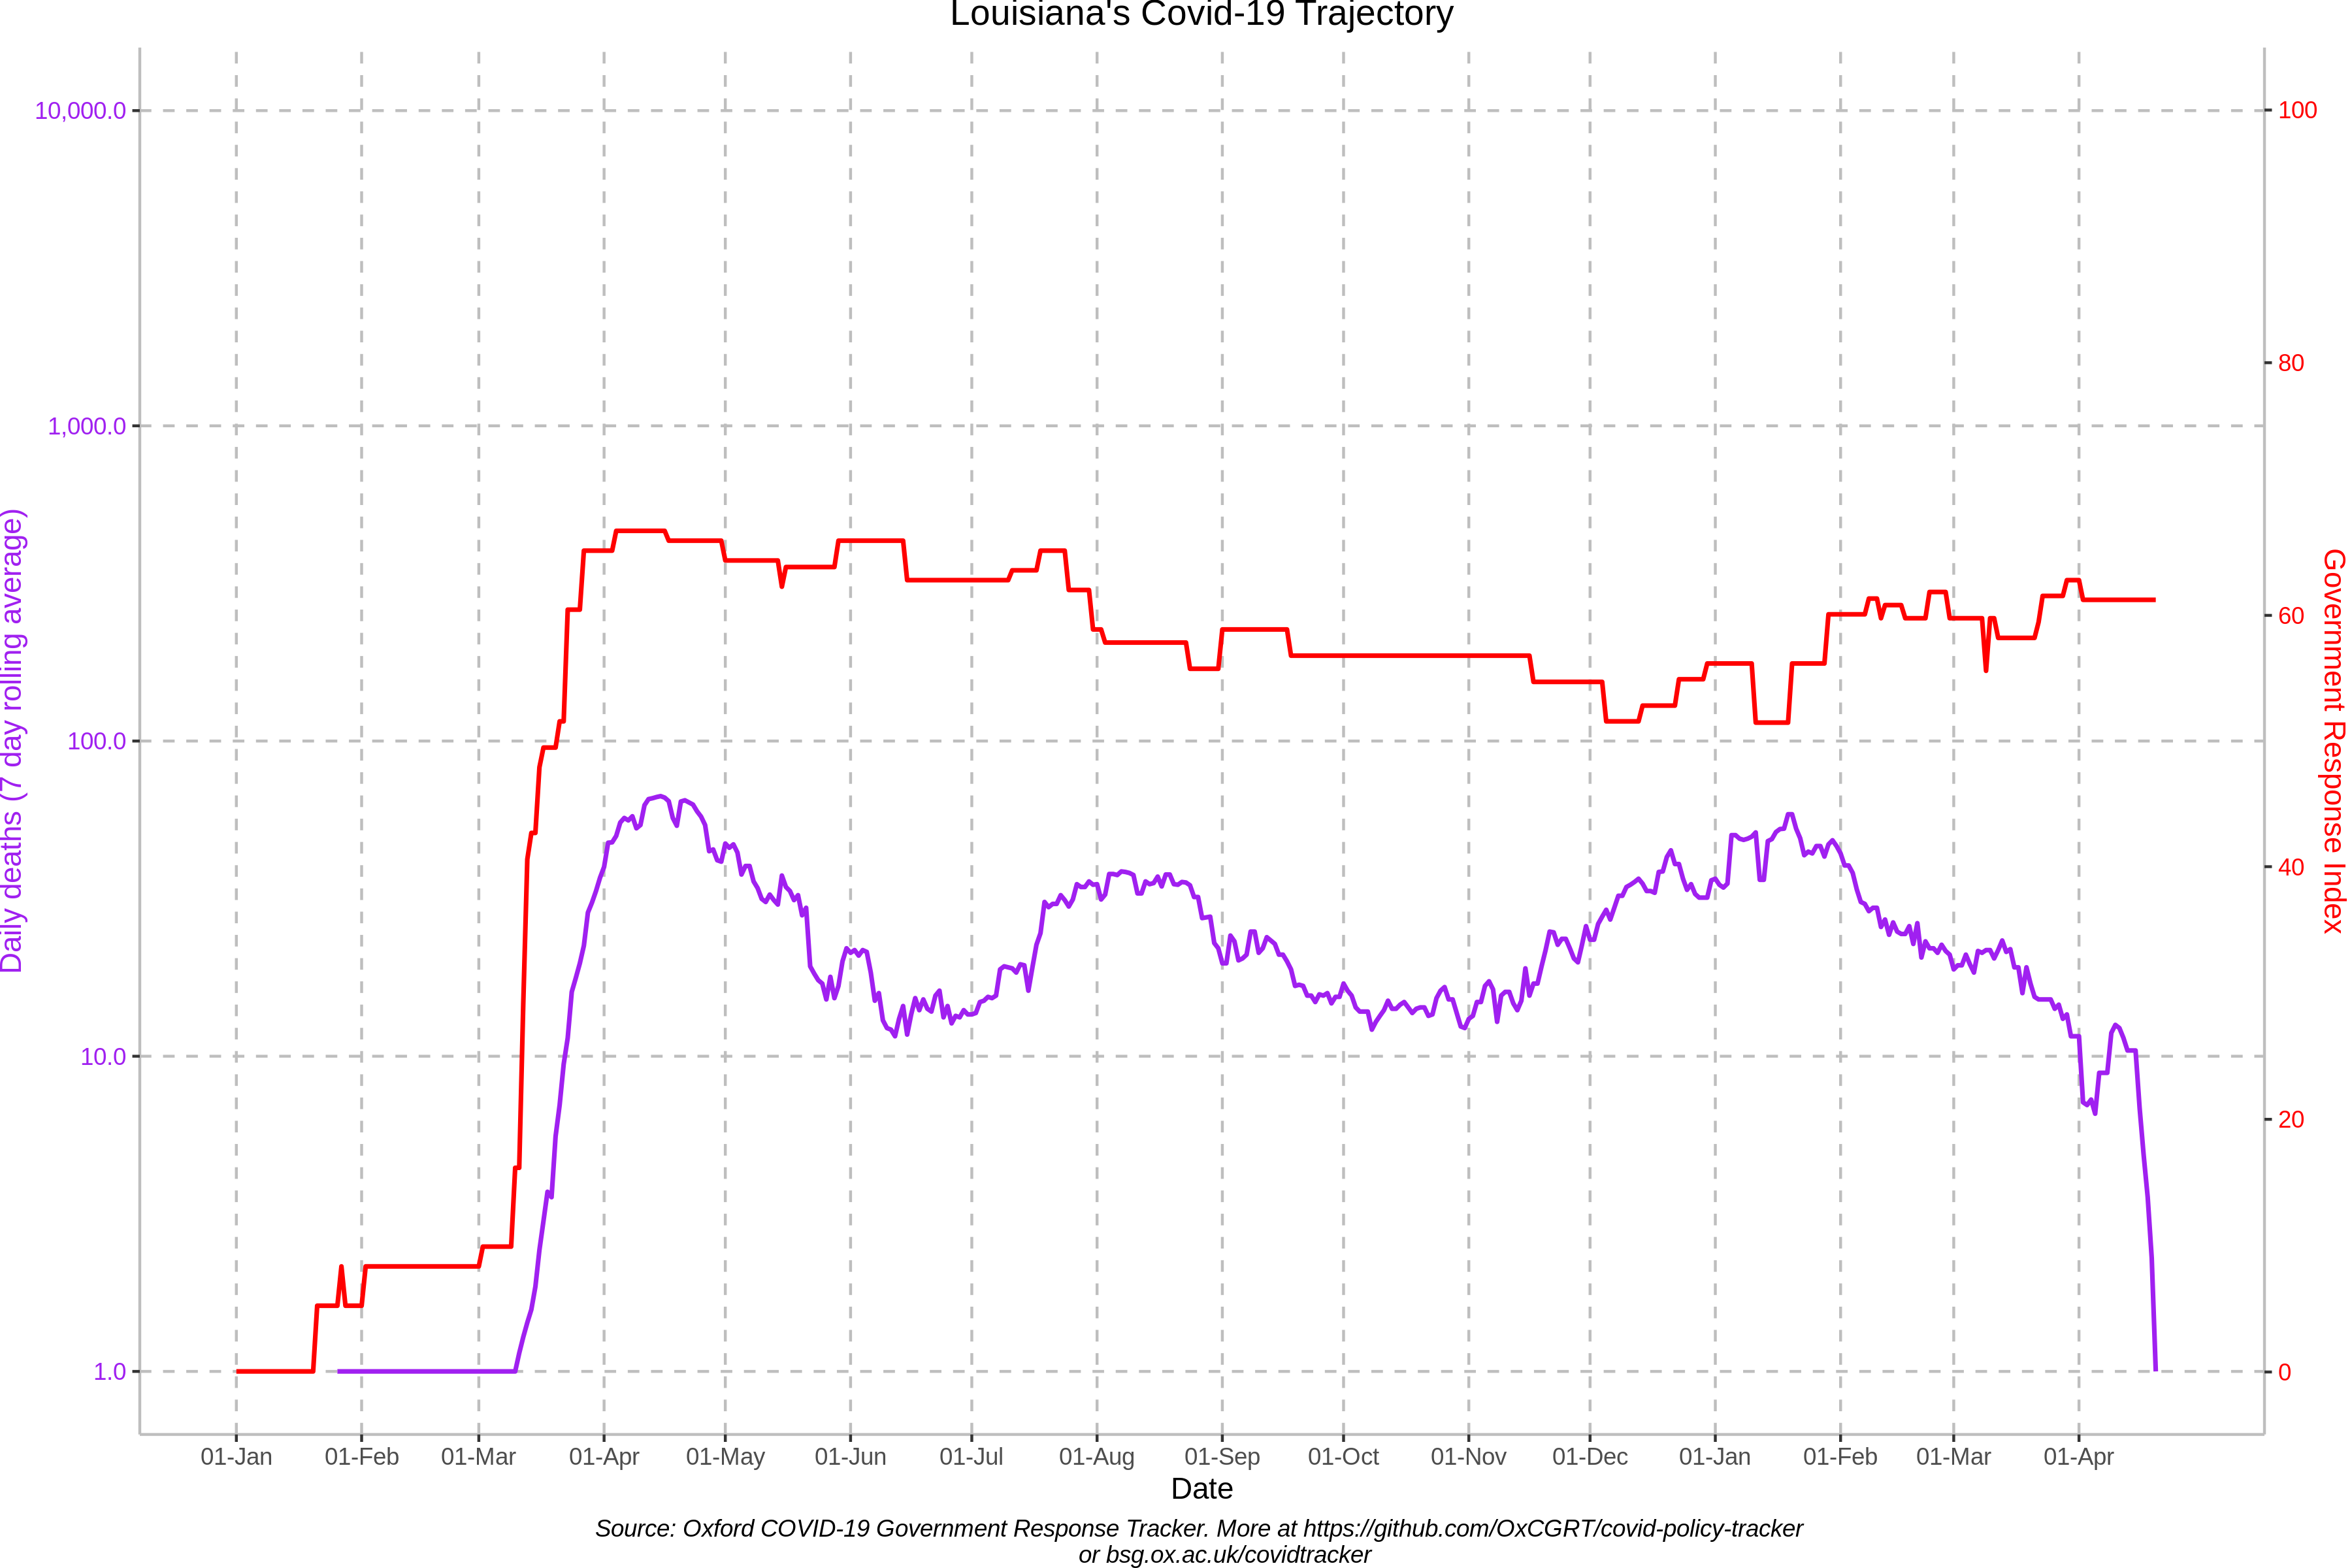 Louisiana's Covid-19 Trajectory
10,000.0
1,000.0
100.0
10.0
1.0
Daily deaths (7 day rolling average)
100
80
60
40
20
0
Government Response Index
01-Jan 01-Feb 01-Mar 01-Apr 01-May 01-Jun 01-Jul 01-Aug 01-Sep 01-Oct 01-Nov 01-Dec 01-Jan 01-Feb 01-Mar 01-Apr
Date
Source: Oxford COVID-19 Government Response Tracker. More at https://github.com/OxCGRT/covid-policy-tracker
or bsg.ox.ac.uk/covidtracker